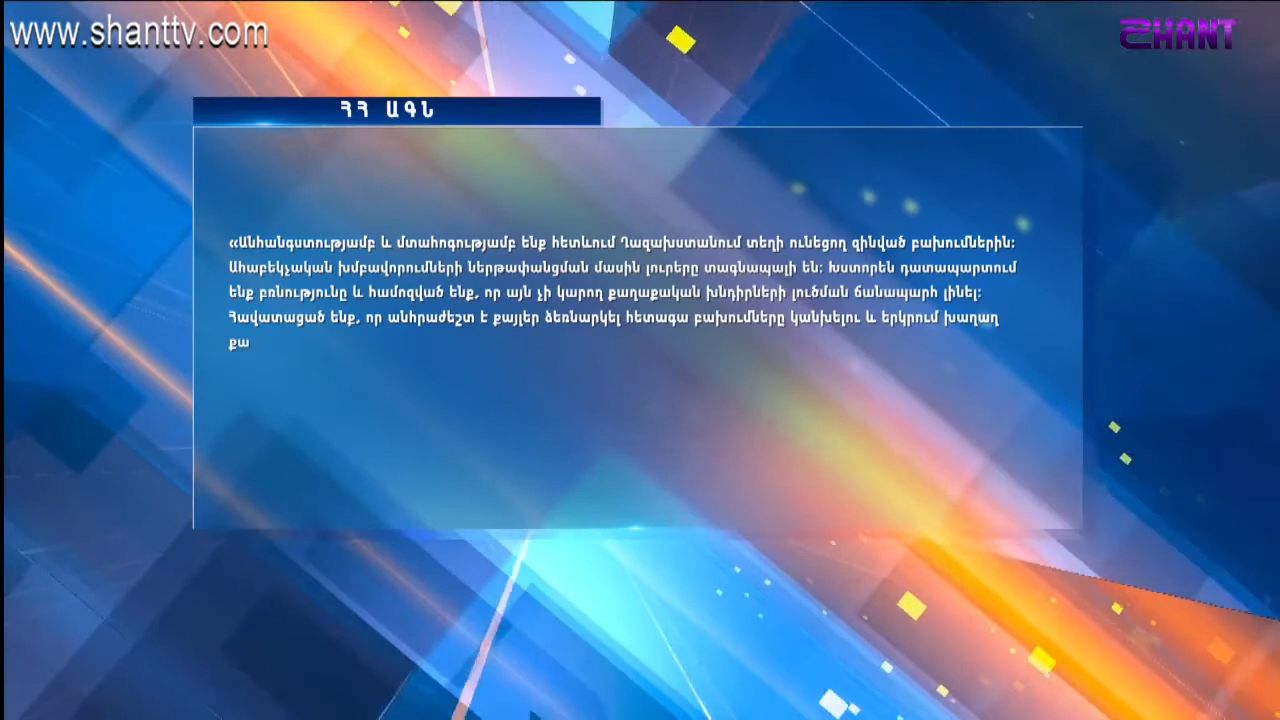 www.shanttv.com
SHANT
ՀՀ ԱԳՆ
«Անհանգստությամբ և մտահոգությամբ ենք հետևում Ղազախստանում տեղի ունեցող զինված բախումներին:
Ահաբեկչական խմբավորումների ներթափանցման մասին լուրերը տագնապալի են: Խստորեն դատապարտում
ենք բռնությունը և համոզված ենք, որ այն չի կարող քաղաքական խնդիրների լուծման ճանապարհ լինել:
Հավատացած ենք, որ անհրաժեշտ է քայլեր ձեռնարկել հետագա բախումները կանխելու և երկրում խաղաղ
քա